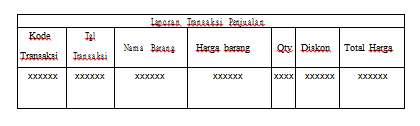 Laporan Transaksi Penjualan
Kode Transaksi Tgl Transaksi Nama Barang Harga barang Qty Diskon Total Harga
xxxxxx xxxxxx xxxxxx xxxxxx xxxx xxxxxx xxxxxx